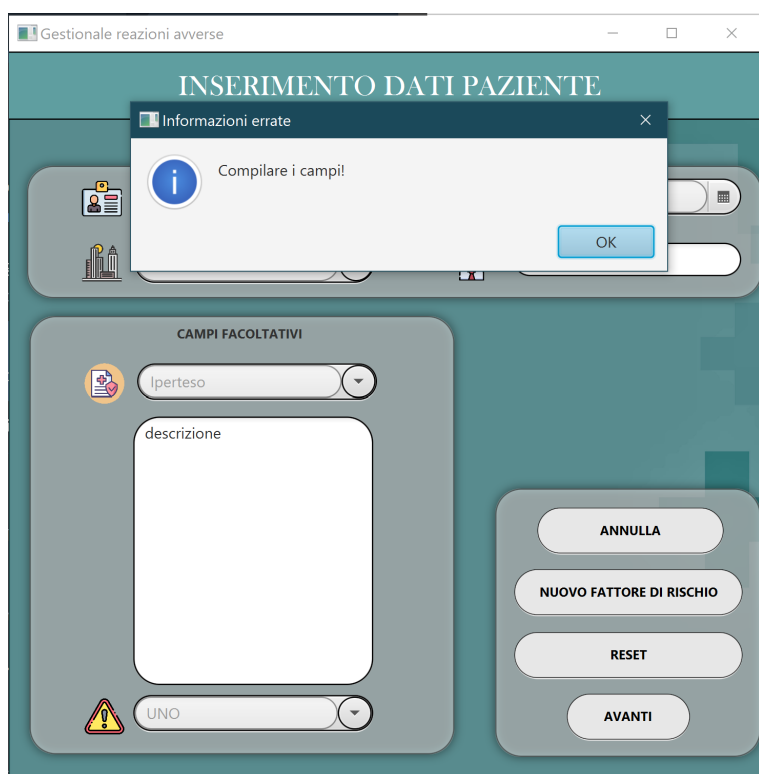 Gestionale reazioni avverse
INSERIMENTO DATI PAZIENTE
Informazioni errate
Compilare i campi!
OK
CAMPI FACOLTATIVI
Iperteso
descrizione
UNO
ANNULLA
NUOVO FATTORE DI RISCHIO
RESET
AVANTI